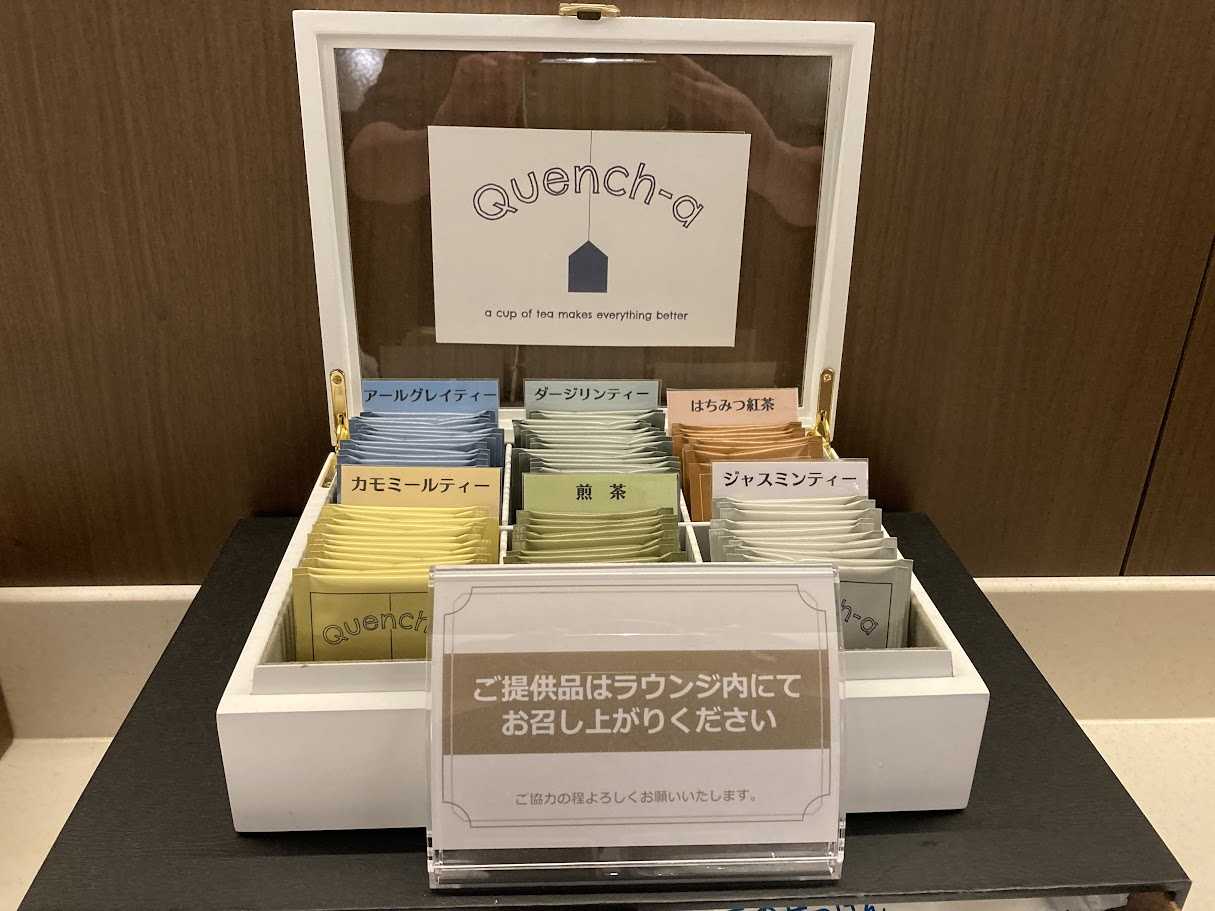 Quench-a
a cup of tea makes everything better
アールグレイティー
ダージリンティー
はちみつ紅茶
カモミールティー
煎 茶
ジャスミンティー
Quench
h-a
ご提供品はラウンジ内にて
お召し上がりください
ご協力の程よろしくお願いいたします。